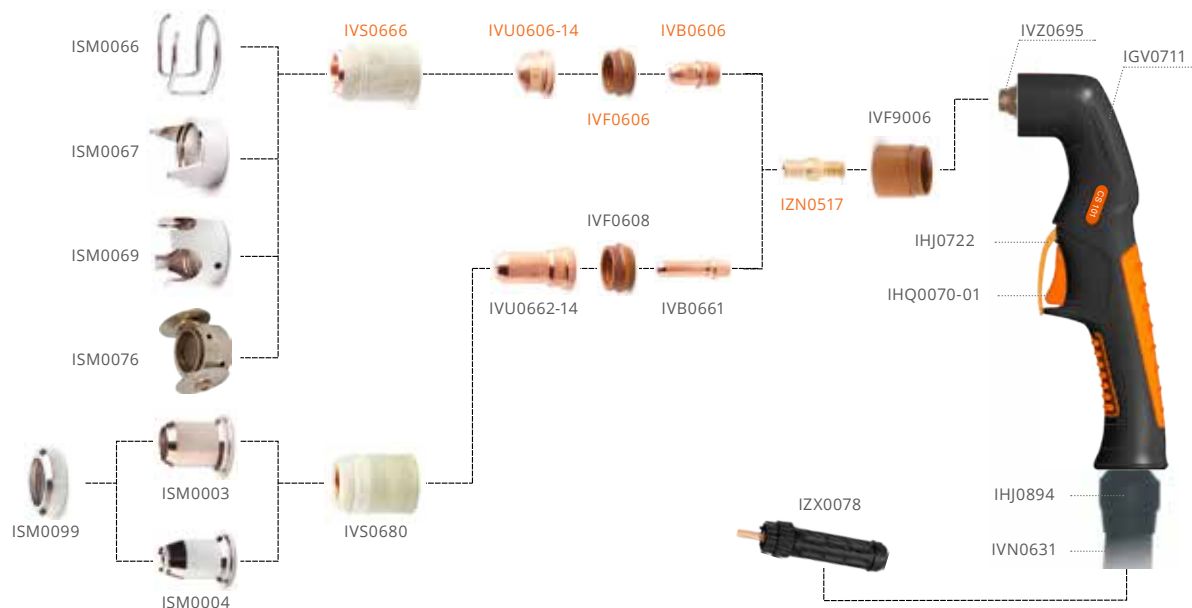 ISM0066
IVS0666
IVU0606-14
IVB0606
IVZ0695
IGV0711
IVF0606
IVF9006
ISM0067
IZN0517
CS 101
ISM0069
IVF0608
IHJ0722
IVU0662-14
IVB0661
IHQ0070-01
ISM0076
ISM0003
ISM0099
IVS0680
IZX0078
IHJ0894
IVN0631
ISM0004